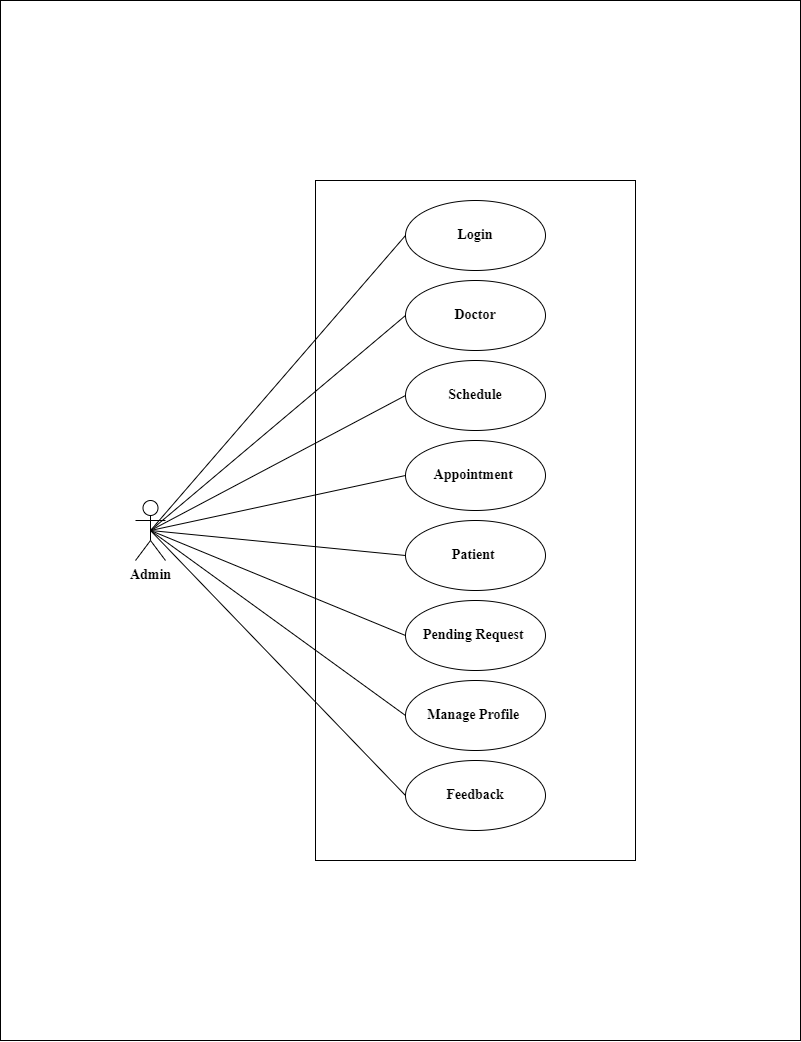 Login
Doctor
Schedule
Appointment
Patient
Admin
Pending Request
Manage Profile
Feedback